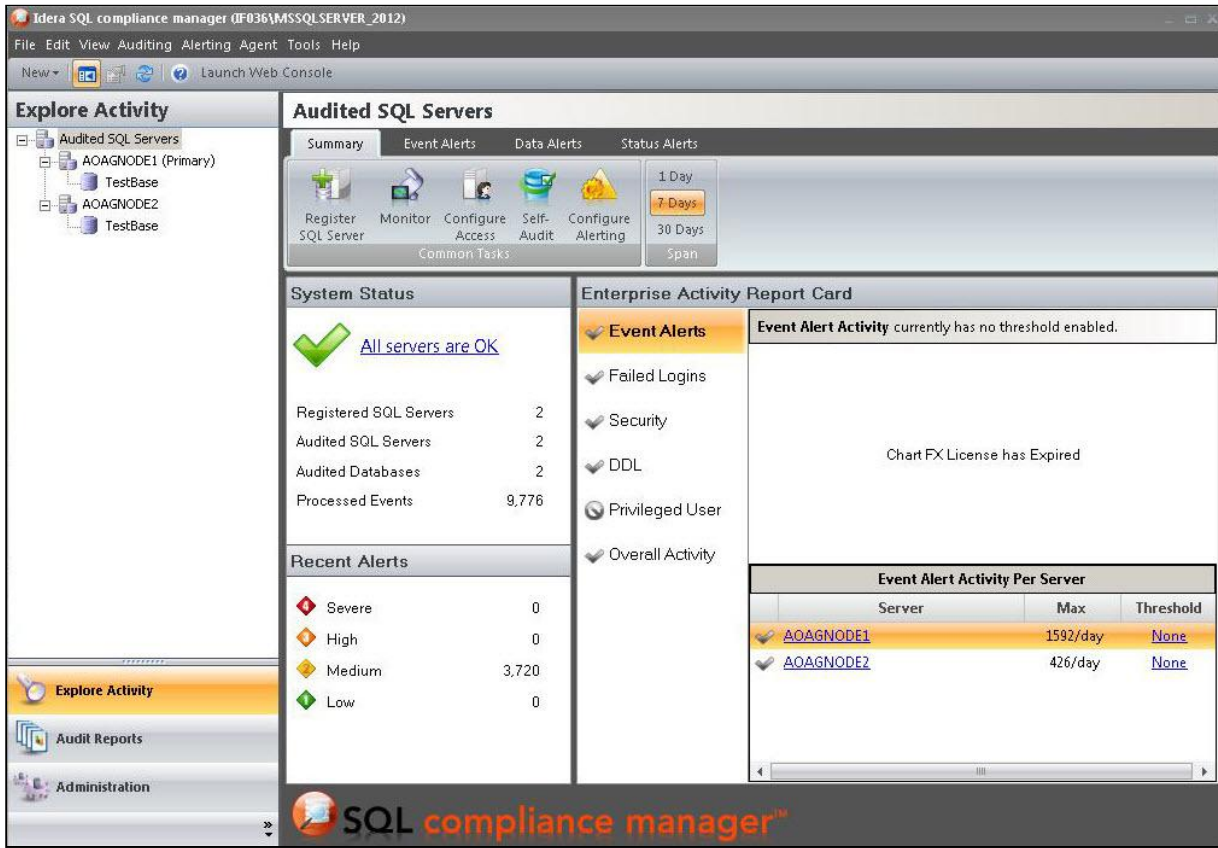 Idera SQL compliance manager (IF036\MSSQLSERVER_2012)
File Edit View Auditing Alerting Agent Tools Help
New Launch Web Console
Explore Activity
Audited SQL Servers
AOAGNODE1 (Primary)
TestBase
AOAGNODE2
TestBase
Explore Activity
Audit Reports
Administration
Audited SQL Servers
Summary Event Alerts Data Alerts Status Alerts
Register SQL Server
Monitor
Configure Access
Self-Audit
Configure Alerting
Common Tasks
1 Day
7 Days
30 Days
Span
System Status
All servers are OK
Registered SQL Servers 2
Audited SQL Servers 2
Audited Databases 2
Processed Events 9,776
Recent Alerts
4 Severe 0
3 High 0
2 Medium 3,720
1 Low 0
Enterprise Activity Report Card
Event Alerts
Failed Logins
Security
DDL
Privileged User
Overall Activity
Event Alert Activity currently has no threshold enabled.
Chart FX License has Expired
Event Alert Activity Per Server
Server Max Threshold
AOAGNODE1 1592/day None
AOAGNODE2 426/day None
SQL compliance manager™